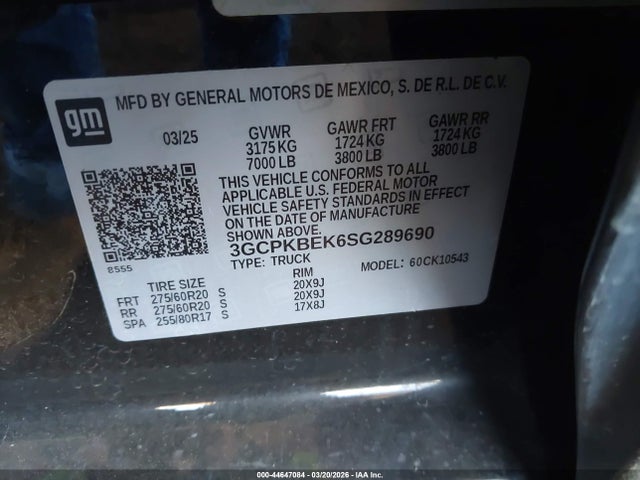 gm
MFD BY GENERAL MOTORS DE MEXICO, S. DE R.L. DE C.V.
03/25 GVWR GAWR FRT GAWR RR
3175 KG 1724 KG 1724 KG
7000 LB 3800 LB 3800 LB
THIS VEHICLE CONFORMS TO ALL
APPLICABLE U.S. FEDERAL MOTOR
VEHICLE SAFETY STANDARDS IN EFFECT
ON THE DATE OF MANUFACTURE
SHOWN ABOVE.
3GCPKBEK6SG289690
TYPE: TRUCK MODEL: 60CK10543
8555
TIRE SIZE RIM
FRT 275/60R20 S 20X9J
RR 275/60R20 S 20X9J
SPA 255/80R17 S 17X8J
000-44647084 - 03/20/2026 - IAA Inc.